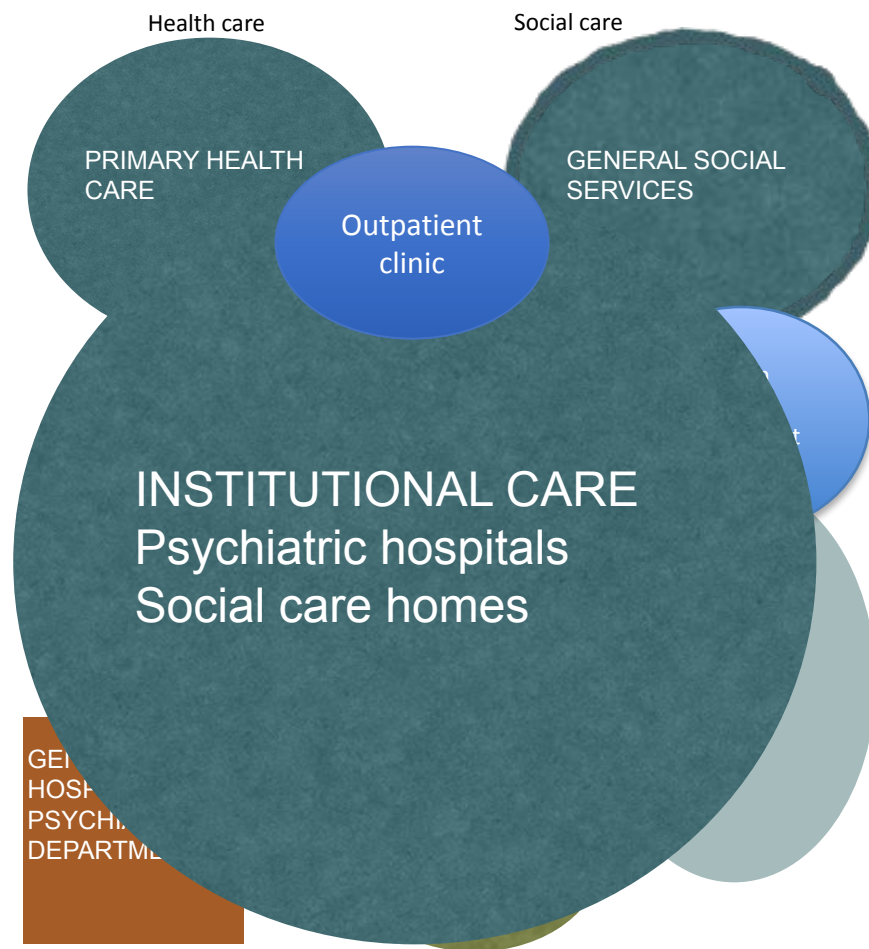 Health care
Social care
PRIMARY HEALTH
CARE
GENERAL SOCIAL
SERVICES
Outpatient
clinic
INSTITUTIONAL CARE
Psychiatric hospitals
Social care homes